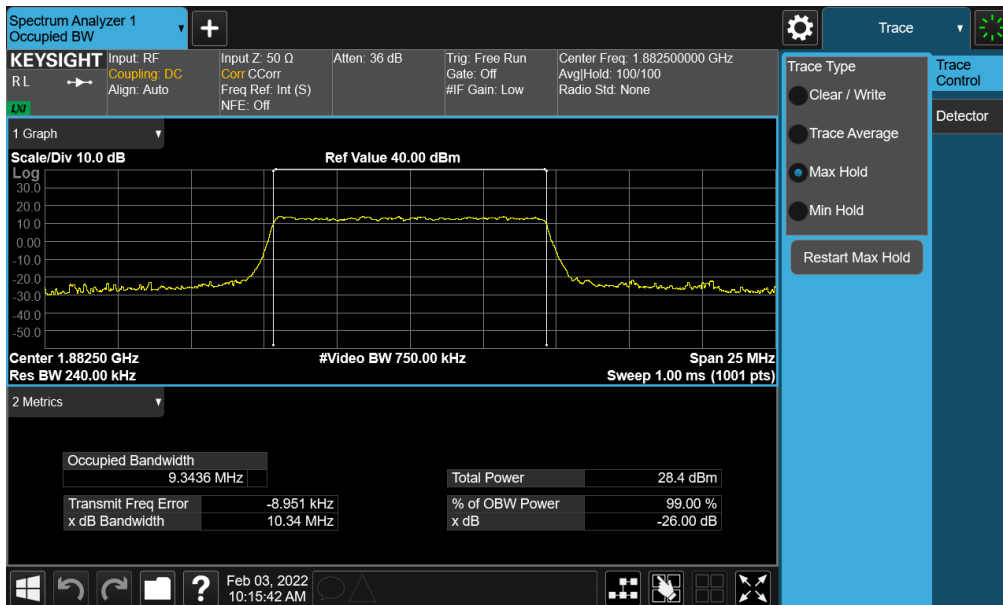 Spectrum Analyzer 1
Occupied BW
Trace
KEYSIGHT
R L
LXI
Input: RF
Coupling: DC
Align: Auto
Input Z: 50 Ω
Corr CCorr
Freq Ref: Int (S)
NFE: Off
Atten: 36 dB
Trig: Free Run
Gate: Off
#IF Gain: Low
Center Freq: 1.882500000 GHz
Avg|Hold: 100/100
Radio Std: None
1 Graph
Scale/Div 10.0 dB
Ref Value 40.00 dBm
Log
30.0
20.0
10.0
0.00
-10.0
-20.0
-30.0
-40.0
-50.0
Center 1.88250 GHz
#Video BW 750.00 kHz
Span 25 MHz
Res BW 240.00 kHz
Sweep 1.00 ms (1001 pts)
2 Metrics
Occupied Bandwidth
9.3436 MHz
Total Power 28.4 dBm
Transmit Freq Error -8.951 kHz
% of OBW Power 99.00 %
x dB Bandwidth 10.34 MHz
x dB -26.00 dB
Trace Type
Clear / Write
Trace Average
Max Hold
Min Hold
Restart Max Hold
Trace
Control
Detector
?
Feb 03, 2022
10:15:42 AM